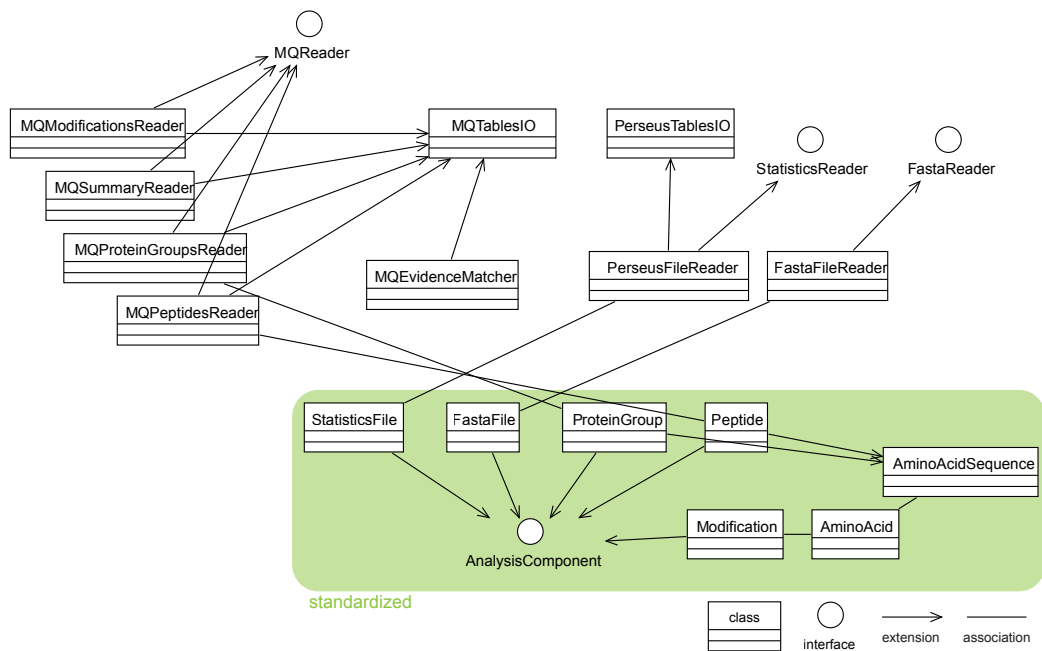 MQReader
MQModificationsReader
MQTablesIO
PerseusTablesIO
StatisticsReader
FastaReader
MQSummaryReader
MQProteinGroupsReader
MQEvidenceMatcher
PerseusFileReader
FastaFileReader
MQPeptidesReader
StatisticsFile
FastaFile
ProteinGroup
Peptide
AminoAcidSequence
Modification
AminoAcid
AnalysisComponent
standardized
class
interface
extension
association